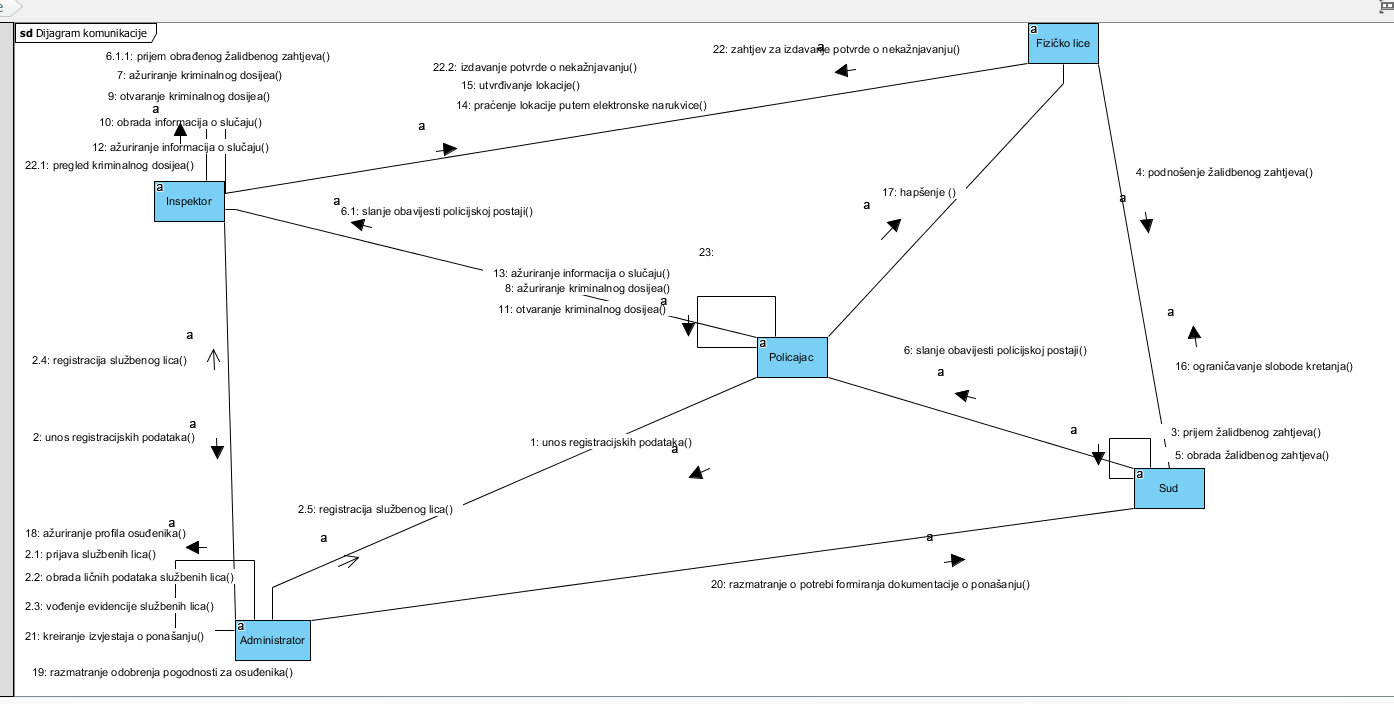 e
sd Dijagram komunikacije
a
Fizičko lice
6.1.1: prijem obrađenog žalidbenog zahtjeva()
7: ažuriranje kriminalnog dosijea()
9: otvaranje kriminalnog dosijea()
a
10: obrada informacija o slučaju()
12: ažuriranje informacija o slučaju()
22.1: pregled kriminalnog dosijea()
a
Inspektor
22: zahtjev za izdavanje potvrde o nekažnjavanju()
a
22.2: izdavanje potvrde o nekažnjavanju()
15: utvrđivanje lokacije()
14: praćenje lokacije putem elektronske narukvice()
a
a
6.1: slanje obavijesti policijskoj postaji()
17: hapšenje ()
a
4: podnošenje žalidbenog zahtjeva()
a
23:
13: ažuriranje informacija o slučaju()
8: ažuriranje kriminalnog dosijea()
a
11: otvaranje kriminalnog dosijea()
a
Policajac
a
16: ograničavanje slobode kretanja()
6: slanje obavijesti policijskoj postaji()
a
a
2.4: registracija službenog lica()
a
2: unos registracijskih podataka()
1: unos registracijskih podataka()
a
a
3: prijem žalidbenog zahtjeva()
5: obrada žalidbenog zahtjeva()
a
Sud
2.5: registracija službenog lica()
a
a
20: razmatranje o potrebi formiranja dokumentacije o ponašanju()
a
18: ažuriranje profila osuđenika()
2.1: prijava službenih lica()
2.2: obrada ličnih podataka službenih lica()
2.3: vođenje evidencije službenih lica()
21: kreiranje izvjestaja o ponašanju()
a
Administrator
19: razmatranje odobrenja pogodnosti za osuđenika()